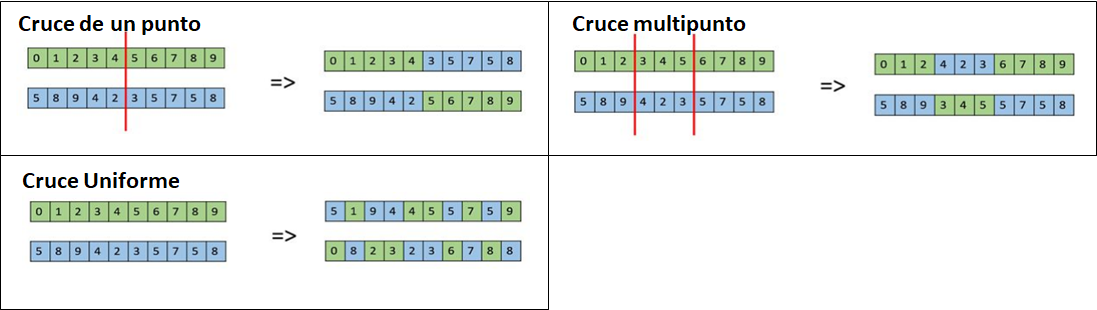 Cruce de un punto
0 1 2 3 4 5 6 7 8 9
5 8 9 4 2 3 5 7 5 8
=>
0 1 2 3 4 3 5 7 5 8
5 8 9 4 2 5 6 7 8 9
Cruce multipunto
0 1 2 3 4 5 6 7 8 9
5 8 9 4 2 3 5 7 5 8
=>
0 1 2 4 2 3 6 7 8 9
5 8 9 3 4 5 5 7 5 8
Cruce Uniforme
0 1 2 3 4 5 6 7 8 9
5 8 9 4 2 3 5 7 5 8
=>
5 1 9 4 4 5 5 7 5 9
0 8 2 3 2 3 6 7 8 8